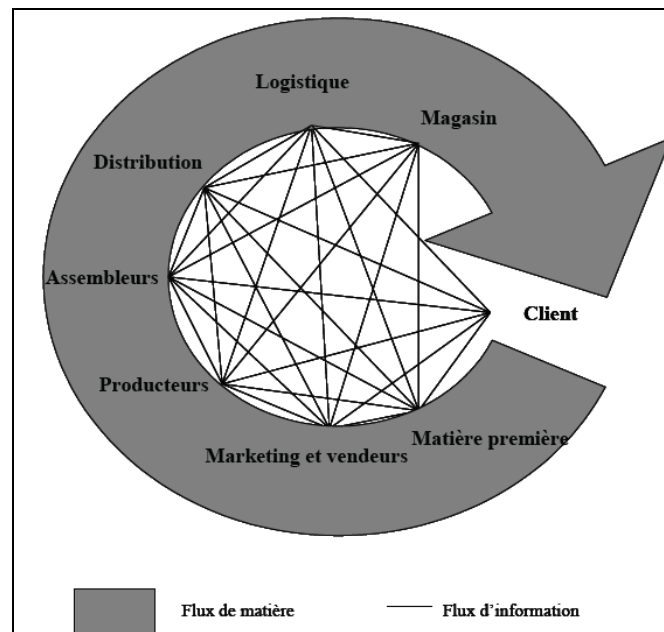 Logistique
Magasin
Distribution
Assembleurs
Client
Producteurs
Matière première
Marketing et vendeurs
Flux de matière
Flux d'information